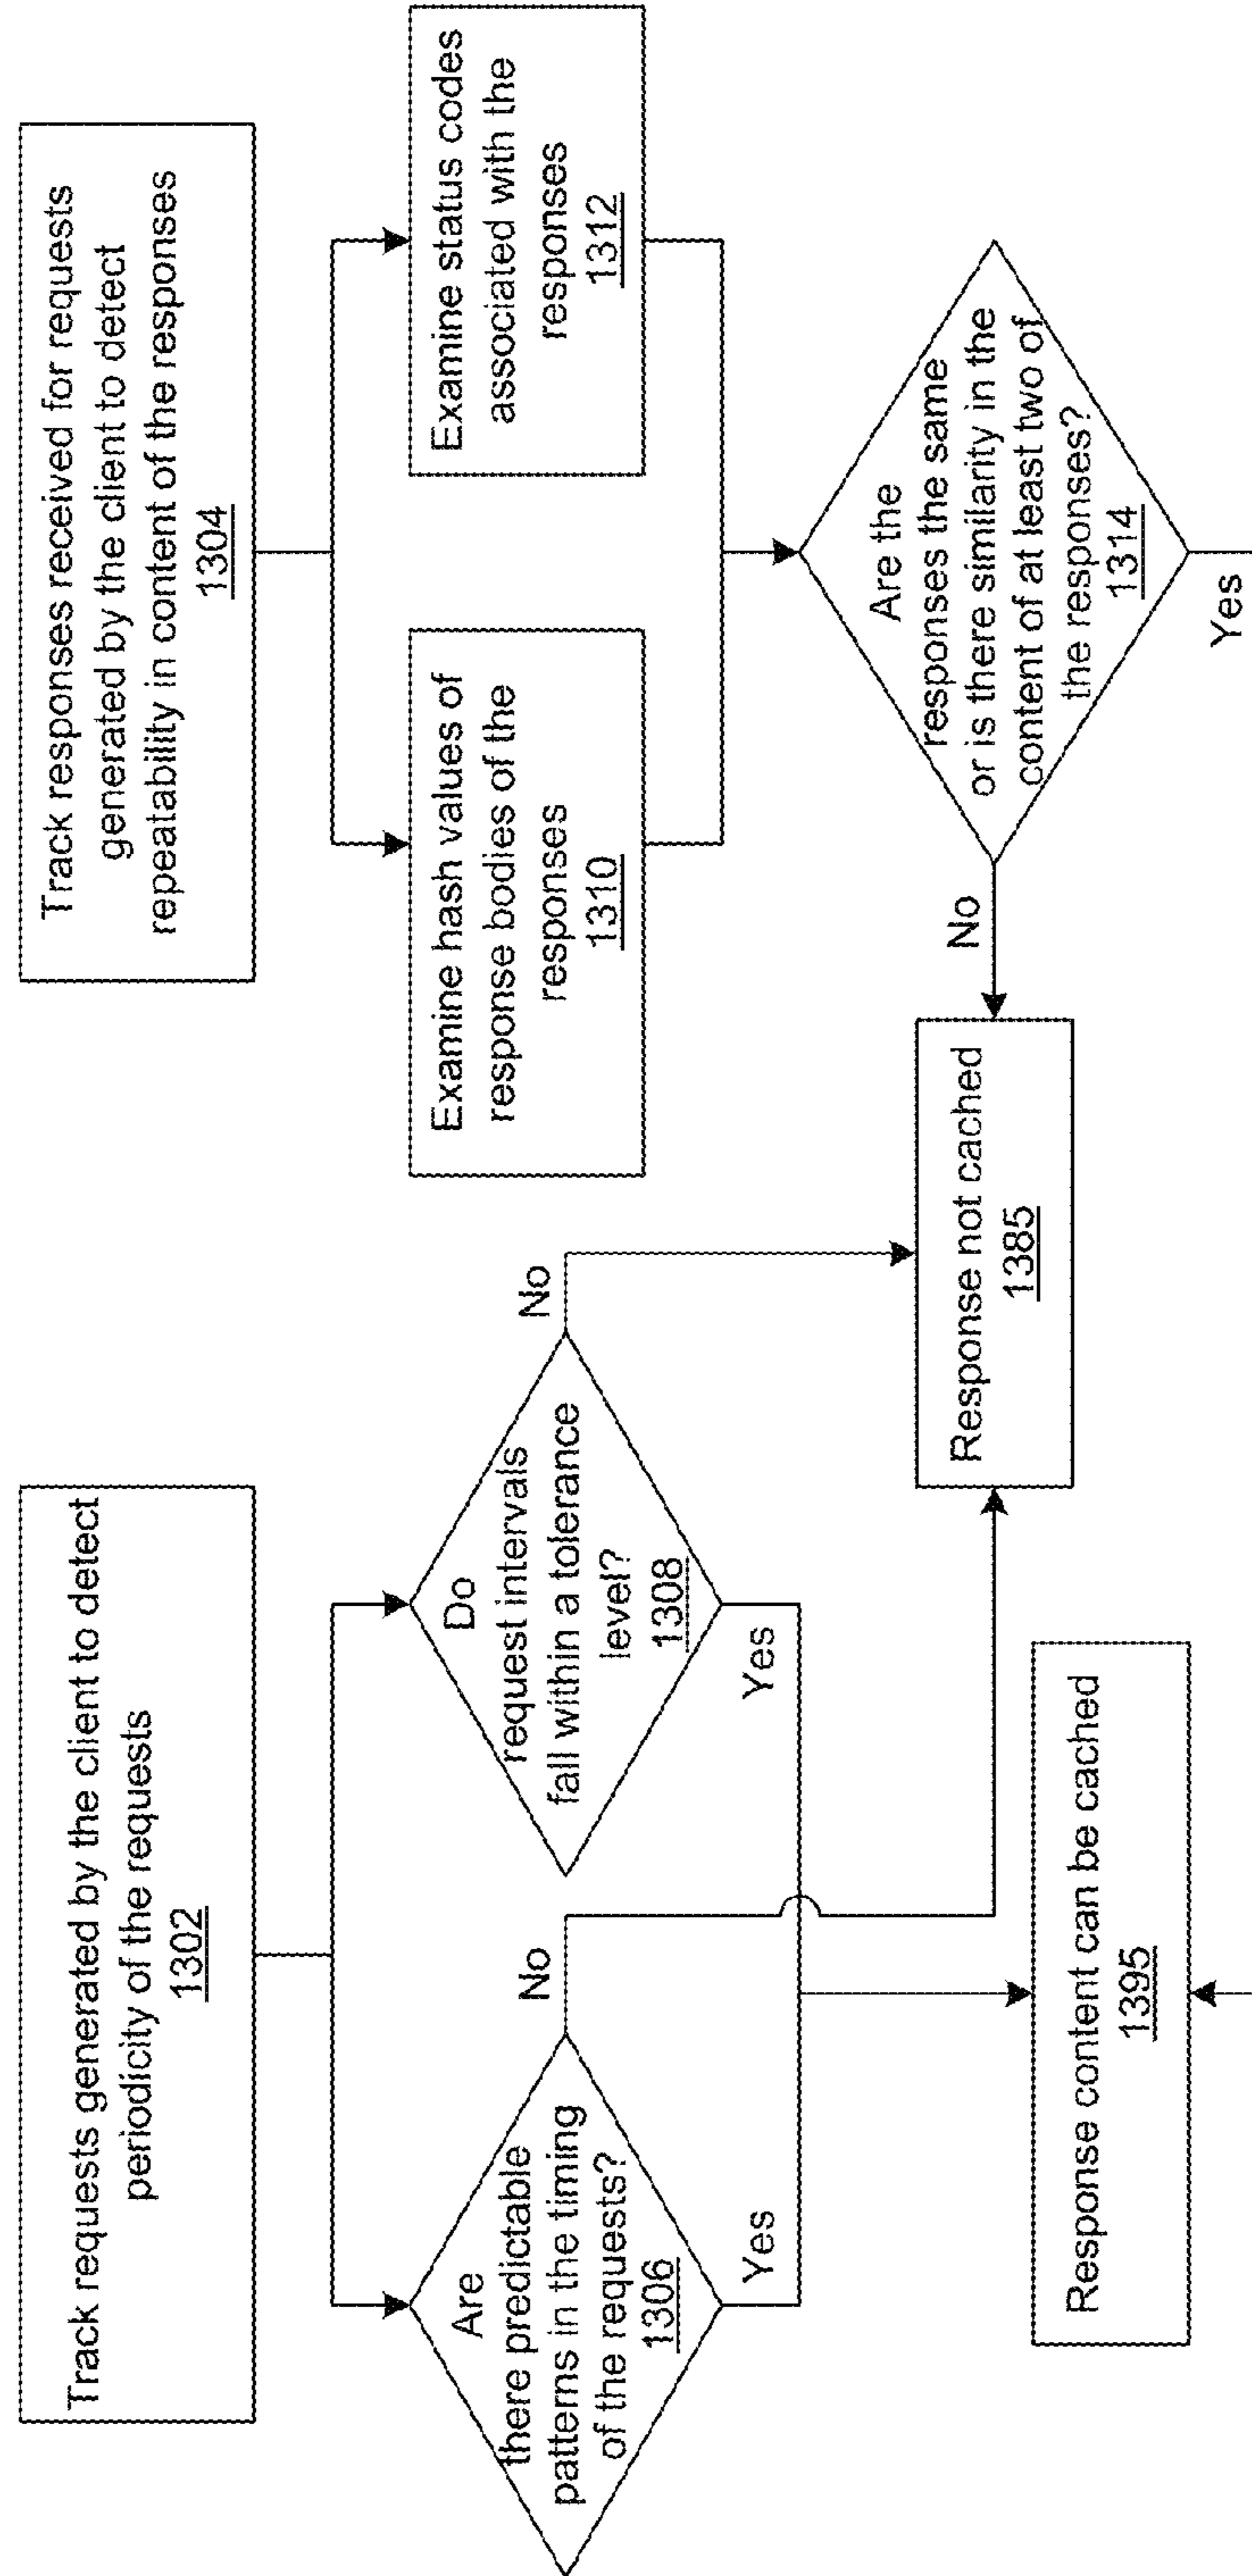 Track requests generated by the client to detect
periodicity of the requests
1302
Are
there predictable
patterns in the timing
of the requests?
1306
No
Yes
Do
request intervals
fall within a tolerance
level?
1308
No
Yes
Response content can be cached
1395
Response not cached
1385
Track responses received for requests
generated by the client to detect
repeatability in content of the responses
1304
Examine hash values of
response bodies of the
responses
1310
Examine status codes
associated with the
responses
1312
Are the
responses the same
or is there similarity in the
content of at least two of
the responses?
1314
No
Yes